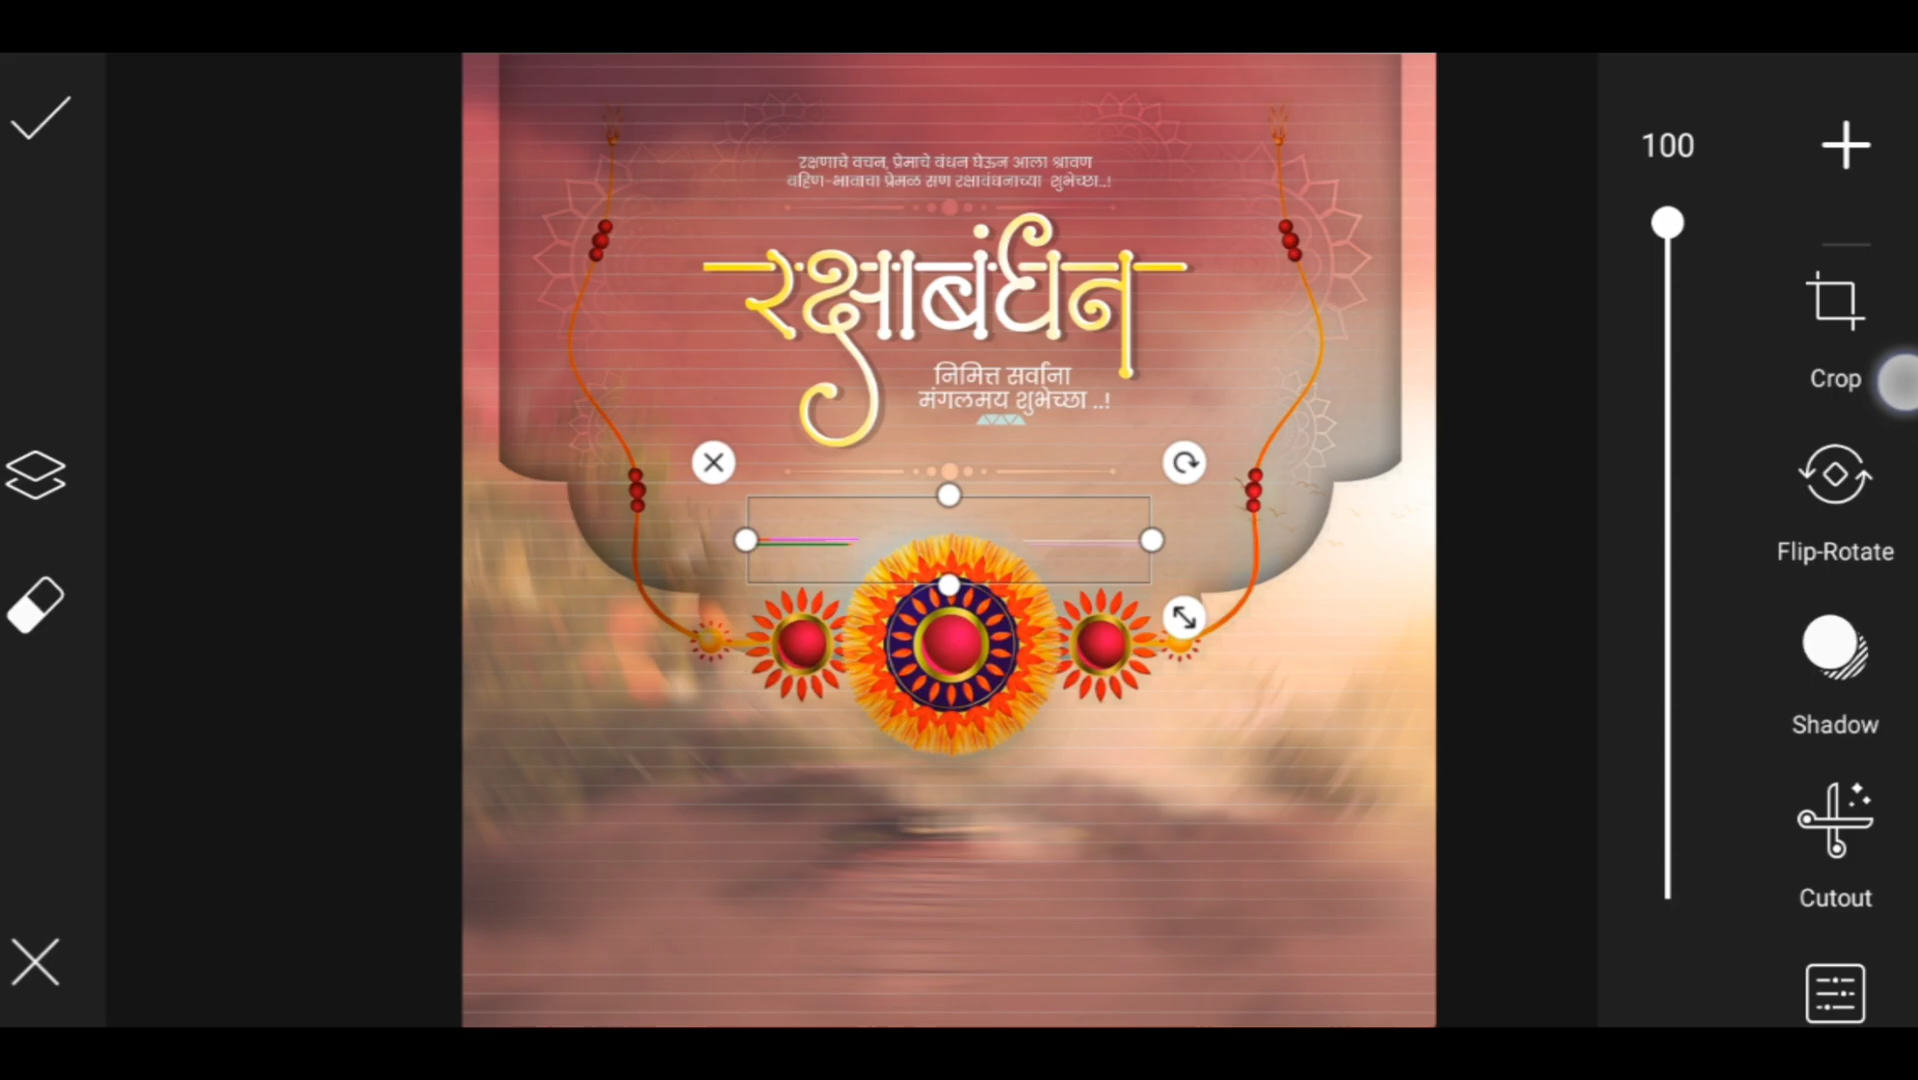 रक्षणाचे वचन, प्रेमाचे बंधन घेऊन आला श्रावण
बहिण-भावाचा प्रेमळ सण रक्षाबंधनाच्या शुभेच्छा..!
रक्षाबंधन
निमित्त सर्वांना
मंगलमय शुभेच्छा ..!
100
Crop
Flip-Rotate
Shadow
Cutout